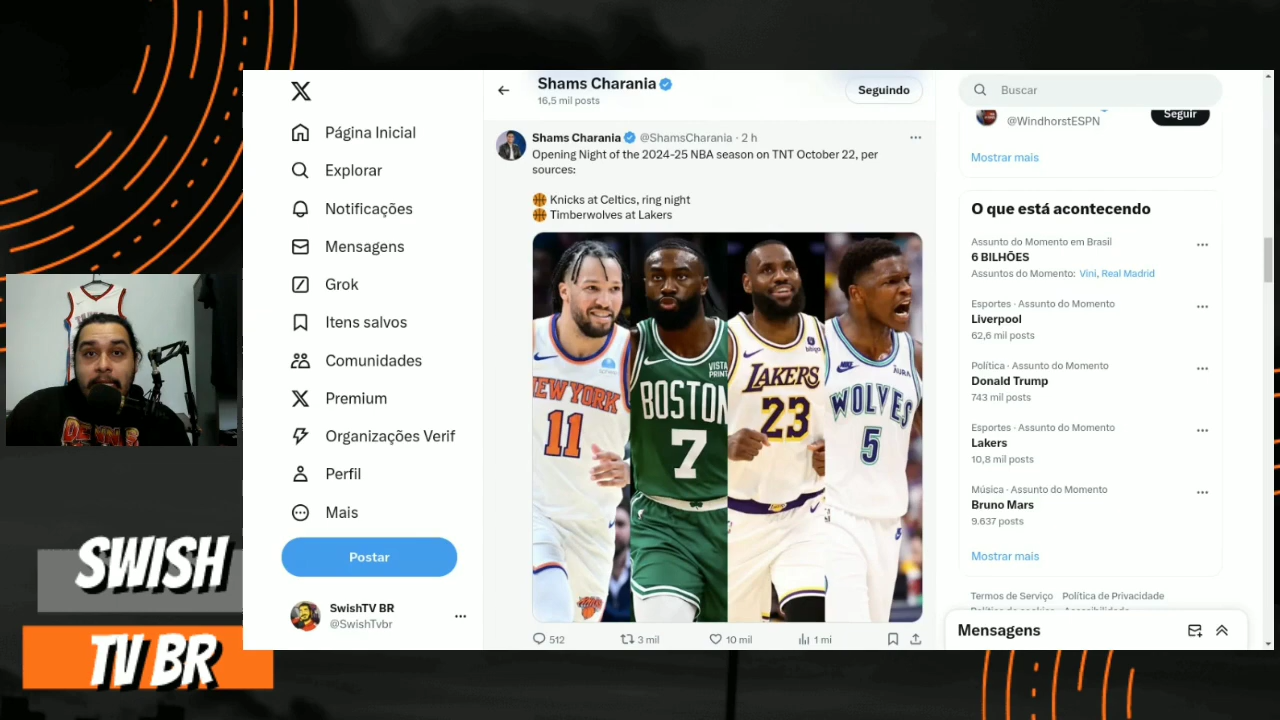 Shams Charania
16,5 mil posts
Seguindo
Buscar
Página Inicial
Explorar
Notificações
Mensagens
Grok
Itens salvos
Comunidades
Premium
Organizações Verif
Perfil
Mais
Postar
SwishTV BR
@SwishTvbr
Shams Charania @ShamsCharania · 2 h
Opening Night of the 2024-25 NBA season on TNT October 22, per
sources:
Knicks at Celtics, ring night
Timberwolves at Lakers
NEW YORK
11
BOSTON
7
VISTA
PRINT
LAKERS
23
bibigo
WOLVES
5
AURA
512
3 mil
10 mil
1 mi
@WindhorstESPN
Seguir
Mostrar mais
O que está acontecendo
Assunto do Momento em Brasil
6 BILHÕES
Assuntos do Momento: Vini, Real Madrid
Esportes · Assunto do Momento
Liverpool
62,6 mil posts
Política · Assunto do Momento
Donald Trump
743 mil posts
Esportes · Assunto do Momento
Lakers
10,8 mil posts
Música · Assunto do Momento
Bruno Mars
9.637 posts
Mostrar mais
Termos de Serviço Política de Privacidade
Mensagens
SWISH
TV BR